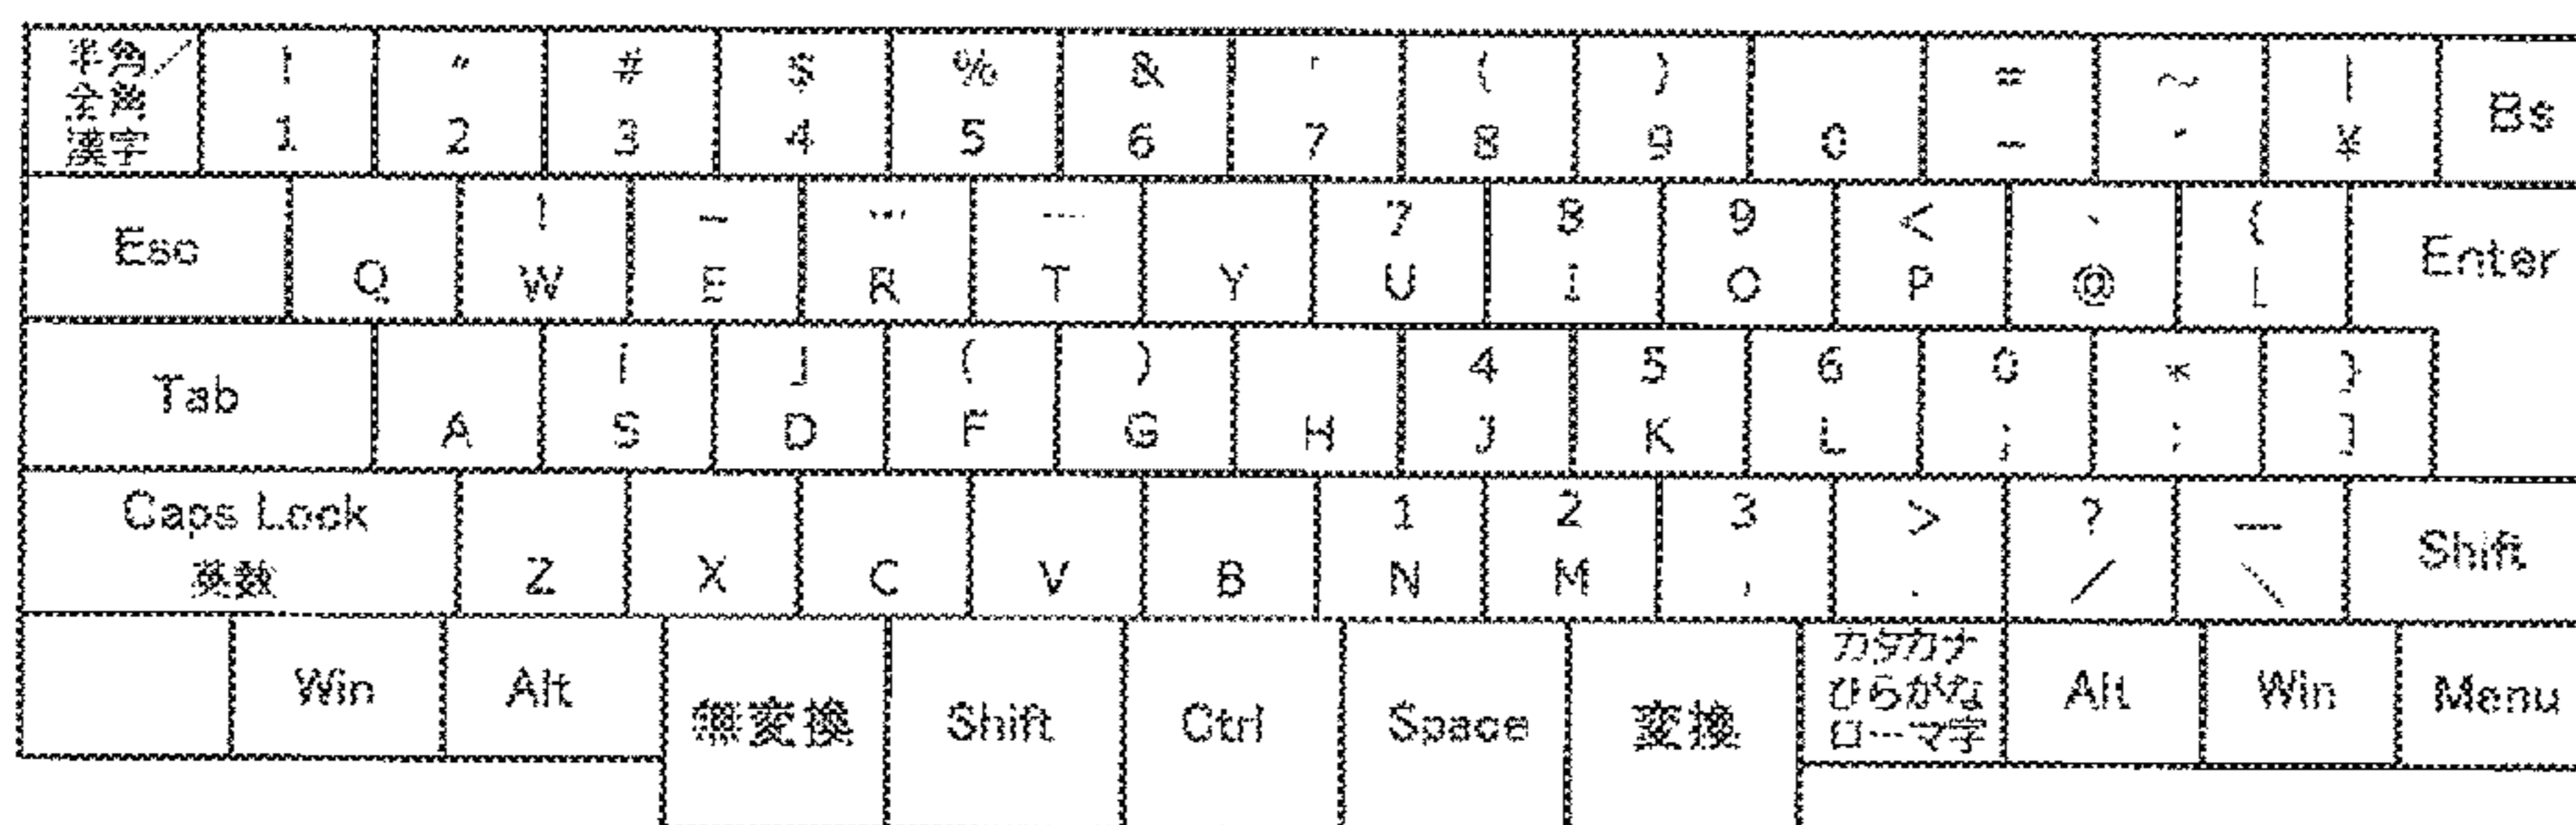 半角／
全角
漢字
! " # $ % & ' ( ) = ~ |
1 2 3 4 5 6 7 8 9 0 - ^ ¥ Bs
Esc
! ~ … — 7 8 9 < ` {
Q W E R T Y U I O P @ [ Enter
Tab
[ ] ( ) 4 5 6 0 * }
A S D F G H J K L ; : ]
Caps Lock
英数
1 2 3 > ? _
Z X C V B N M , . / \ Shift
Win Alt 無変換 Shift Ctrl Space 変換
カタカナ
ひらがな
ローマ字
Alt Win Menu